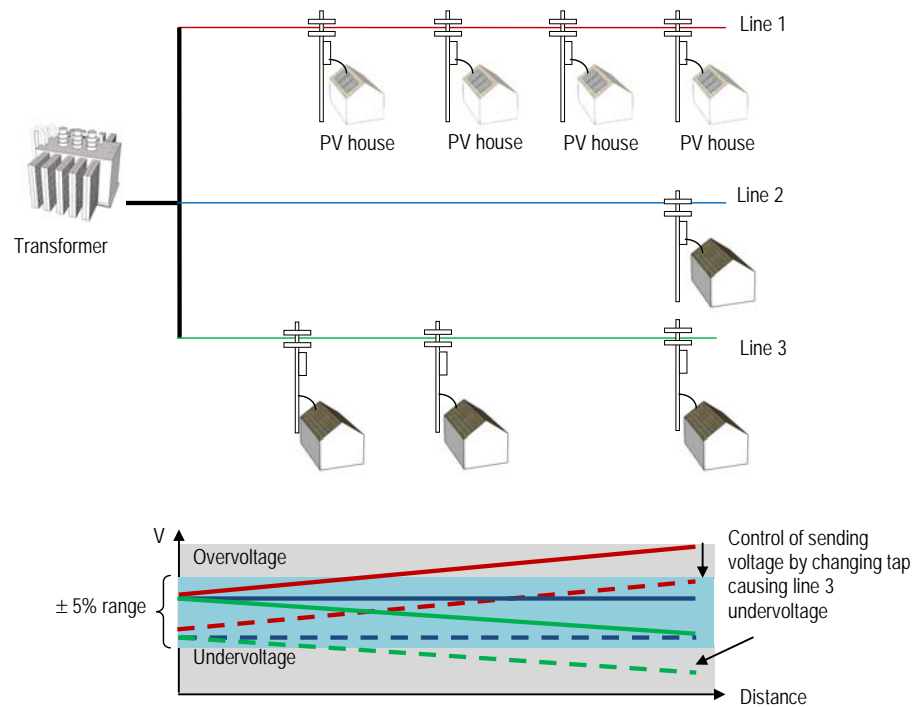 Line 1
PV house
PV house
PV house
PV house
Line 2
Transformer
Line 3
V
Overvoltage
Control of sending
voltage by changing tap
causing line 3
undervoltage
± 5% range
Undervoltage
Distance